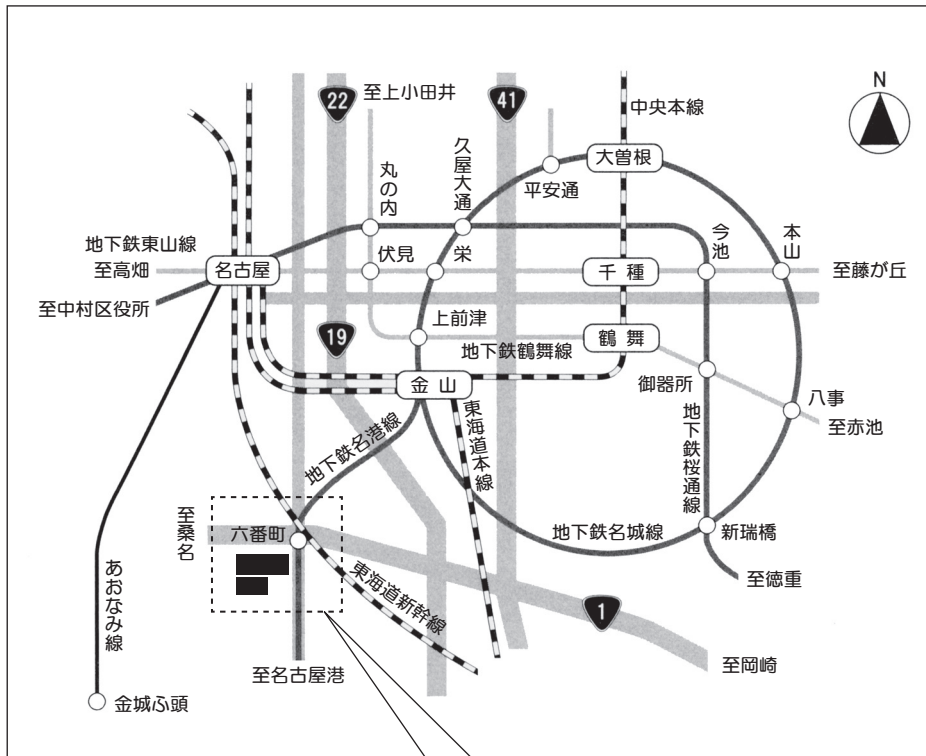 N
22
至上小田井
41
中央本線
久屋大通
丸の内
平安通
大曽根
今池
本山
地下鉄東山線
至高畑
名古屋
伏見
栄
千種
至藤が丘
至中村区役所
19
上前津
地下鉄鶴舞線
鶴舞
御器所
金山
八事
至赤池
東海道本線
地下鉄桜通線
地下鉄名港線
至桑名
六番町
地下鉄名城線
新瑞橋
あおなみ線
東海道新幹線
1
至徳重
至名古屋港
至岡崎
金城ふ頭